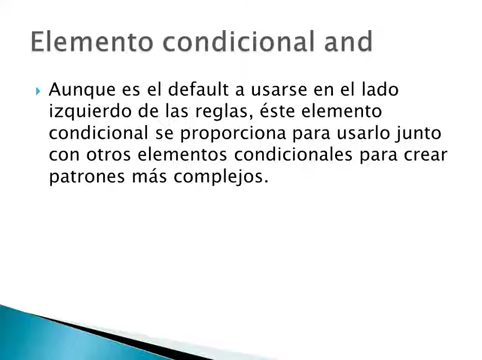 Elemento condicional and
Aunque es el default a usarse en el lado
izquierdo de las reglas, éste elemento
condicional se proporciona para usarlo junto
con otros elementos condicionales para crear
patrones más complejos.